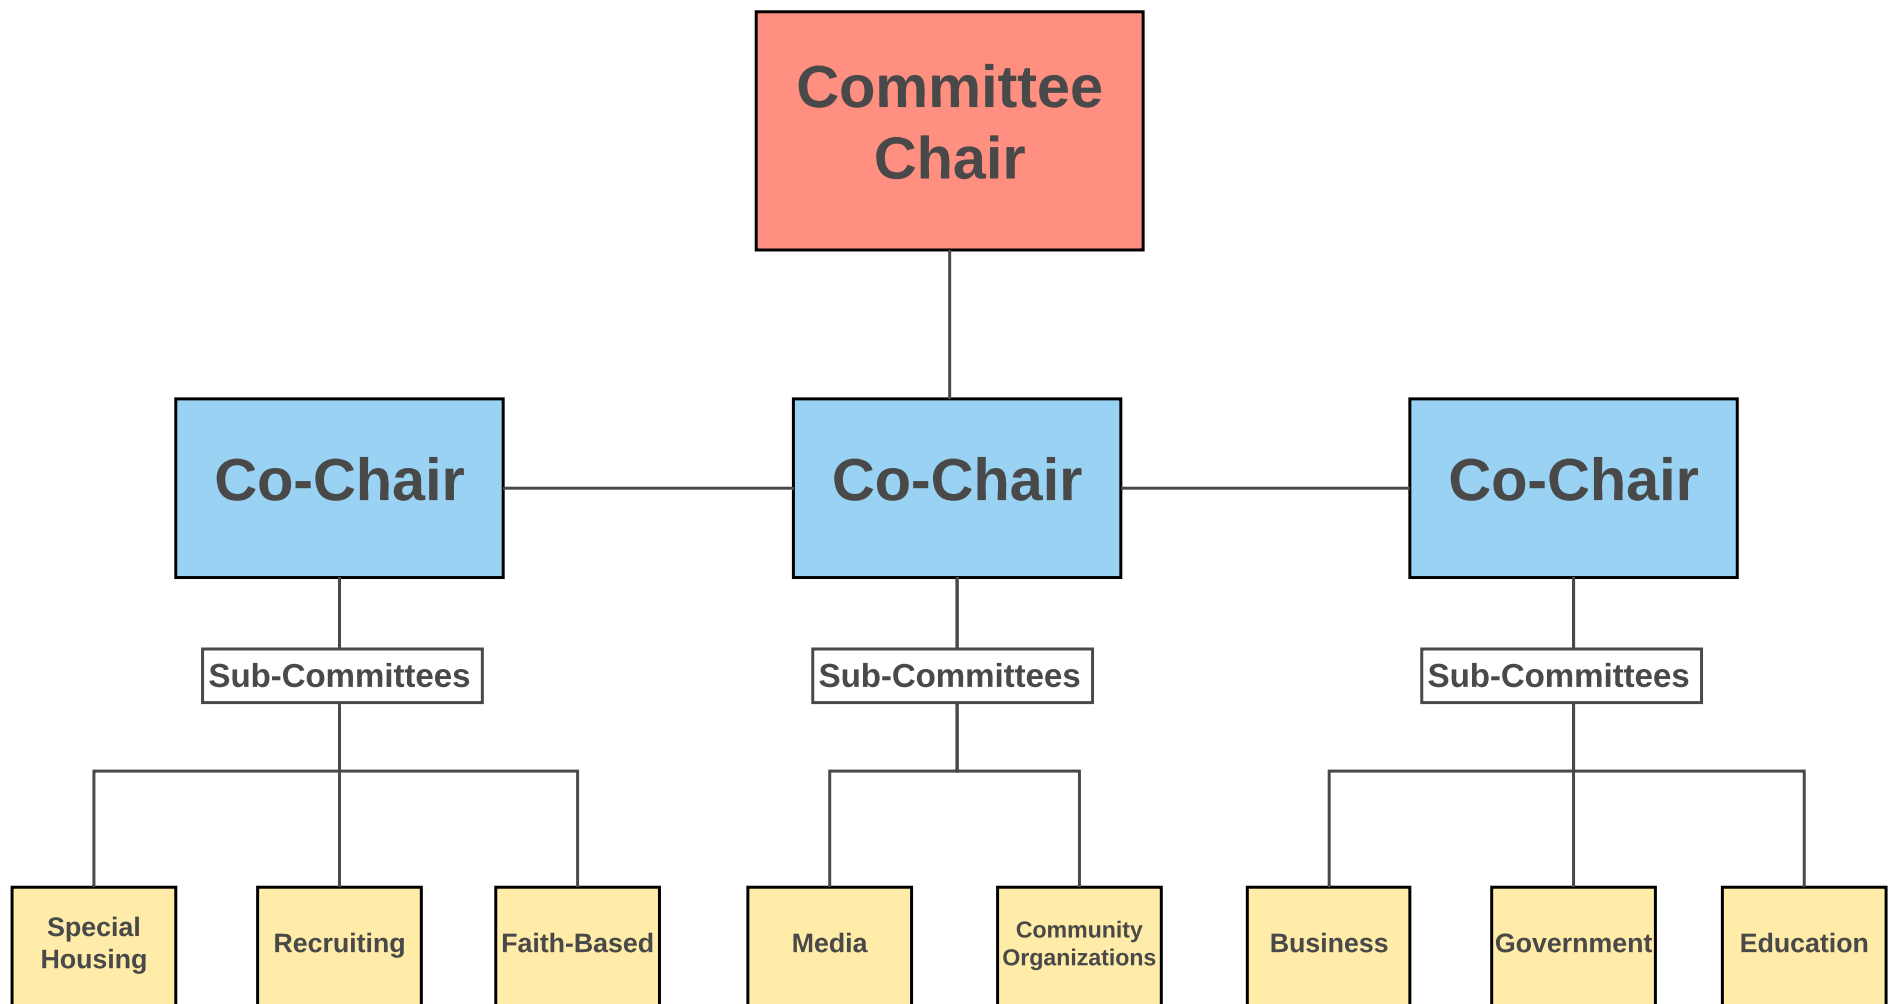 Committee
Chair
Co-Chair
Co-Chair
Co-Chair
Sub-Committees
Sub-Committees
Sub-Committees
Special
Housing
Recruiting
Faith-Based
Media
Community
Organizations
Business
Government
Education